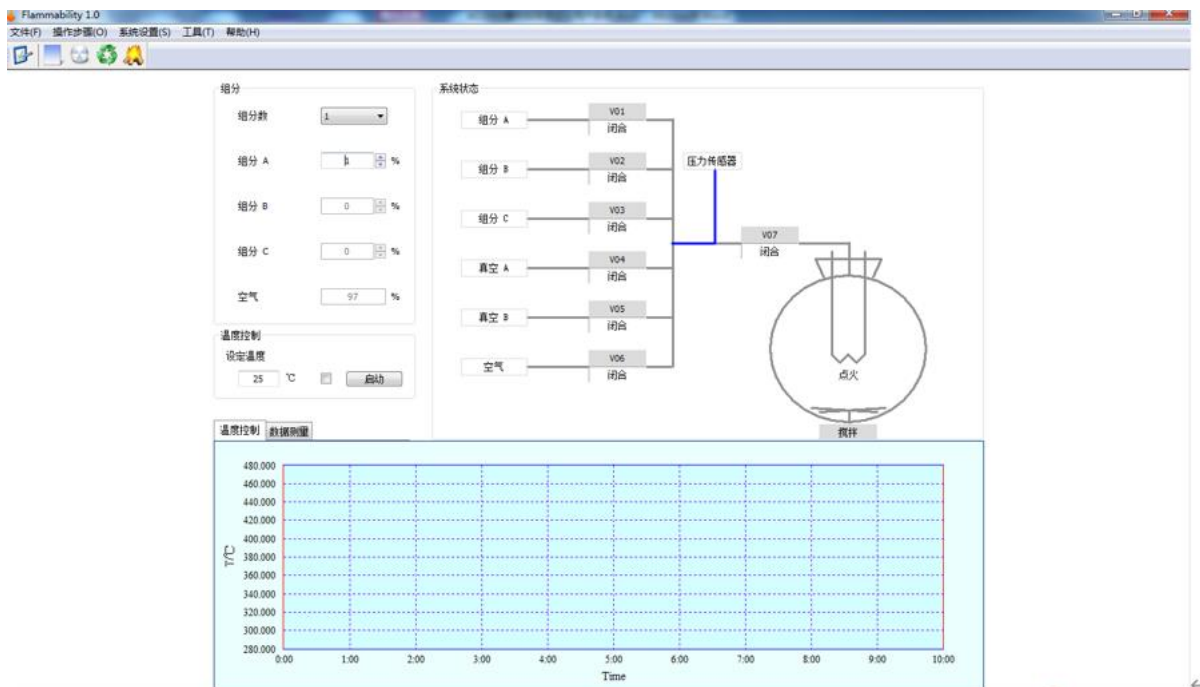 Flammability 1.0
文件(F) 操作步骤(O) 系统设置(S) 工具(T) 帮助(H)
组分
组分数 1
组分 A %
组分 B 0 %
组分 C 0 %
空气 97 %
温度控制
设定温度
25 ℃ 启动
系统状态
组分 A V01
闭合
组分 B V02
闭合
组分 C V03
闭合
真空 A V04
闭合
真空 B V05
闭合
空气 V06
闭合
压力传感器
V07
闭合
点火
搅拌
温度控制 数据测量
480.000
460.000
440.000
420.000
400.000
380.000
360.000
340.000
320.000
300.000
280.000
T/℃
0:00 1:00 2:00 3:00 4:00 5:00 6:00 7:00 8:00 9:00 10:00
Time